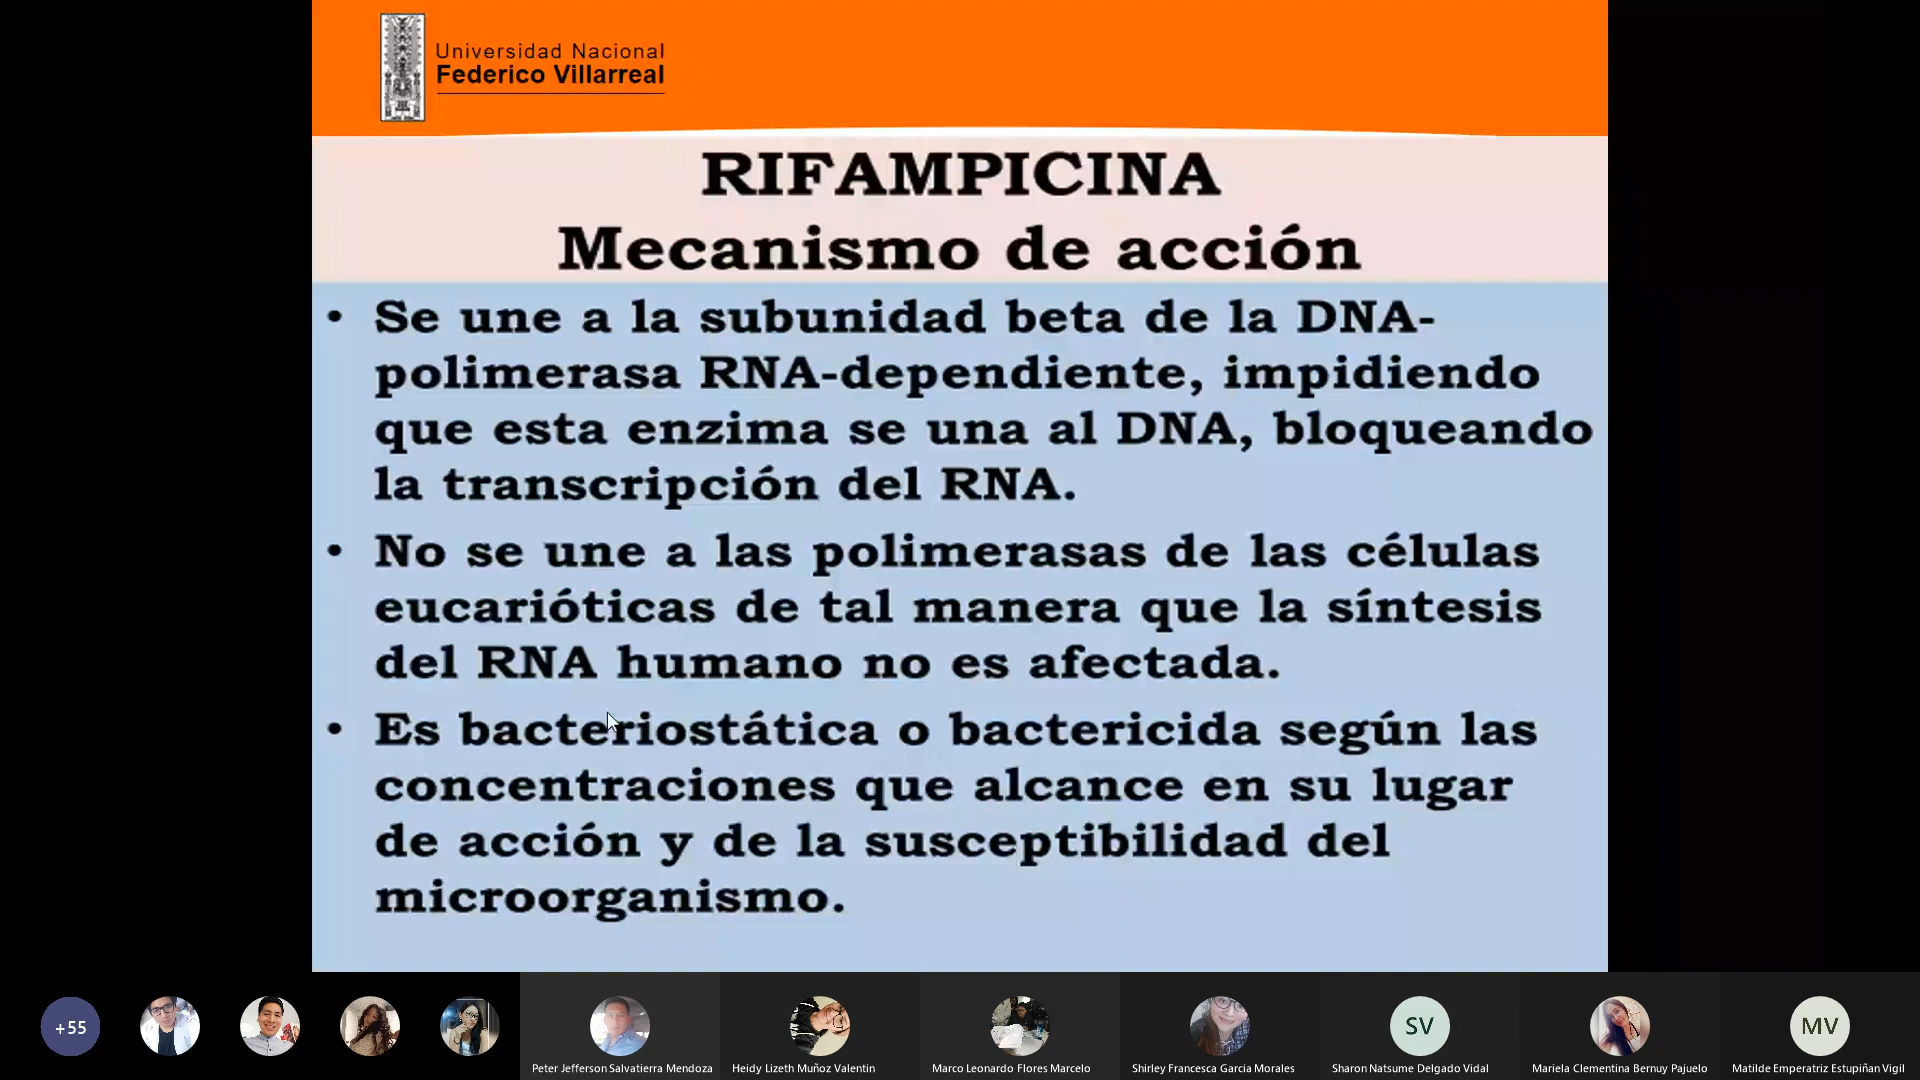 Universidad Nacional
Federico Villarreal
RIFAMPICINA
Mecanismo de acción
• Se une a la subunidad beta de la DNA-
polimerasa RNA-dependiente, impidiendo
que esta enzima se una al DNA, bloqueando
la transcripción del RNA.
• No se une a las polimerasas de las células
eucarióticas de tal manera que la síntesis
del RNA humano no es afectada.
• Es bacteriostática o bactericida según las
concentraciones que alcance en su lugar
de acción y de la susceptibilidad del
microorganismo.
+55
SV
MV
Peter Jefferson Salvatierra Mendoza
Heidy Lizeth Muñoz Valentin
Marco Leonardo Flores Marcelo
Shirley Francesca Garcia Morales
Sharon Natsume Delgado Vidal
Mariela Clementina Bernuy Pajuelo
Matilde Emperatriz Estupiñan Vigil